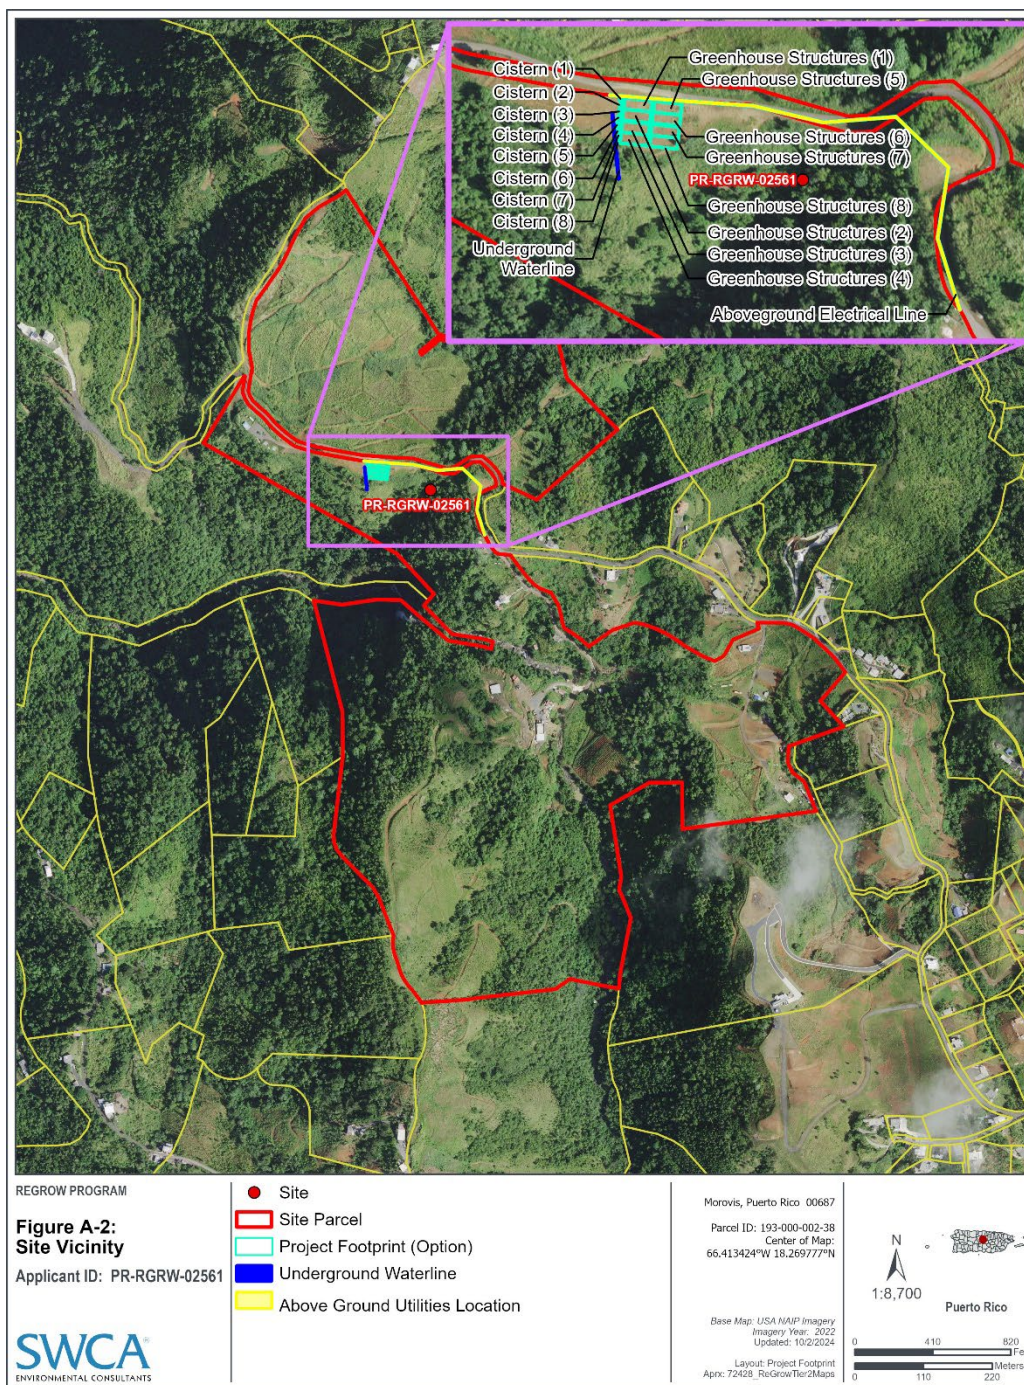 Cistern (1)
Cistern (2)
Cistern (3)
Cistern (4)
Cistern (5)
Cistern (6)
Cistern (7)
Cistern (8)
Underground
Waterline
Greenhouse Structures (1)
Greenhouse Structures (5)
Greenhouse Structures (6)
Greenhouse Structures (7)
PR-RGRW-02561
Greenhouse Structures (8)
Greenhouse Structures (2)
Greenhouse Structures (3)
Greenhouse Structures (4)
Aboveground Electrical Line
PR-RGRW-02561
REGROW PROGRAM
Figure A-2:
Site Vicinity
Applicant ID: PR-RGRW-02561
SWCA
ENVIRONMENTAL CONSULTANTS
Site
Site Parcel
Project Footprint (Option)
Underground Waterline
Above Ground Utilities Location
Morovis, Puerto Rico 00687
Parcel ID: 193-000-002-38
Center of Map:
66.413424°W 18.269777°N
Base Map: USA NAIP Imagery
Imagery Year: 2022
Updated: 10/2/2024
Layout: Project Footprint
Aprx: 72428_ReGrowTier2Maps
N
1:8,700
Puerto Rico
0 410 820
Fe
Meters
0 110 220